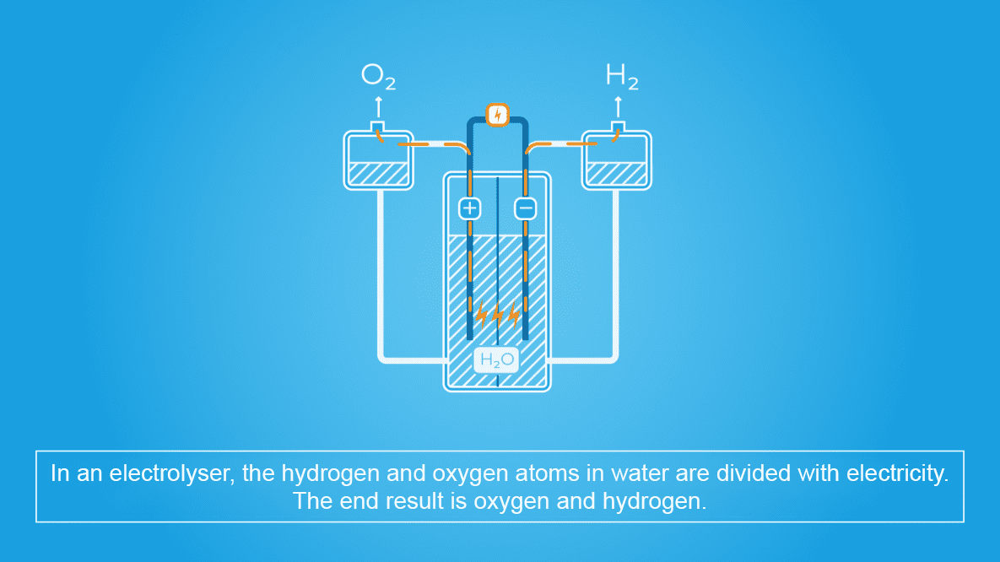 O₂
H₂
+
−
H₂O
In an electrolyser, the hydrogen and oxygen atoms in water are divided with electricity.
The end result is oxygen and hydrogen.